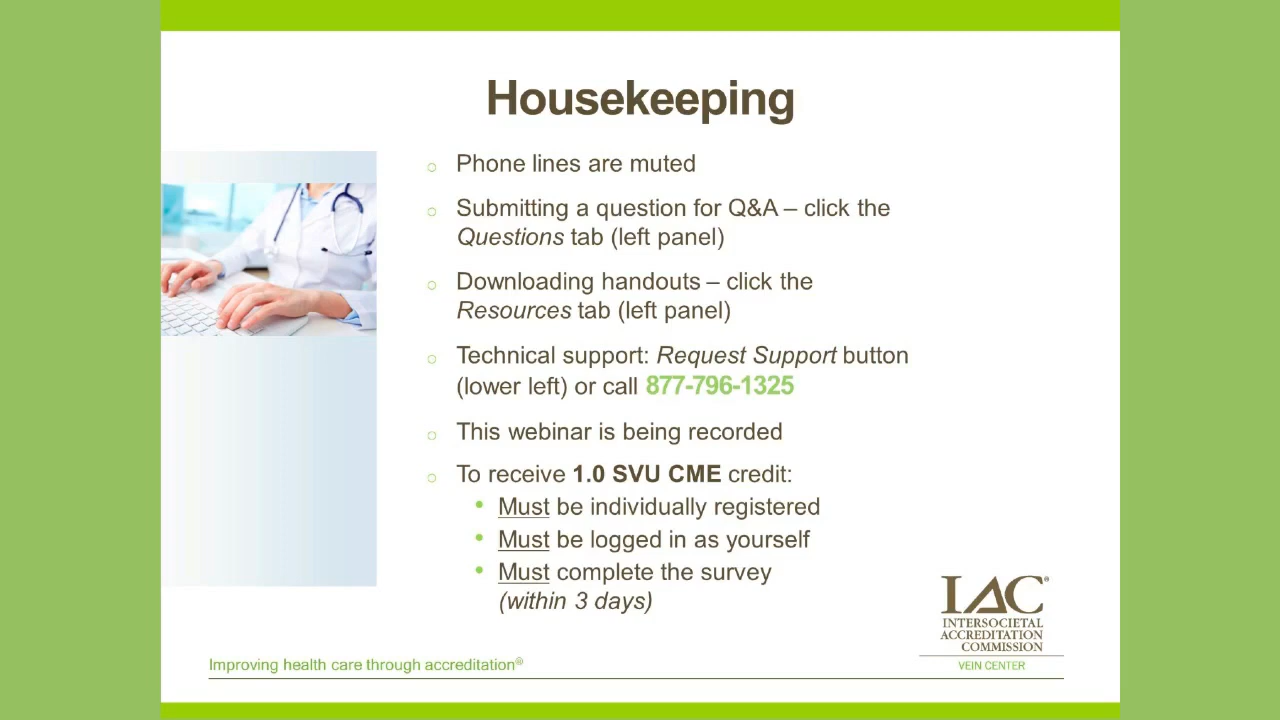 Housekeeping
Phone lines are muted
Submitting a question for Q&A – click the
Questions tab (left panel)
Downloading handouts – click the
Resources tab (left panel)
Technical support: Request Support button
(lower left) or call 877-796-1325
This webinar is being recorded
To receive 1.0 SVU CME credit:
• Must be individually registered
• Must be logged in as yourself
• Must complete the survey
(within 3 days)
IAC®
INTERSOCIETAL
ACCREDITATION
COMMISSION
VEIN CENTER
Improving health care through accreditation®